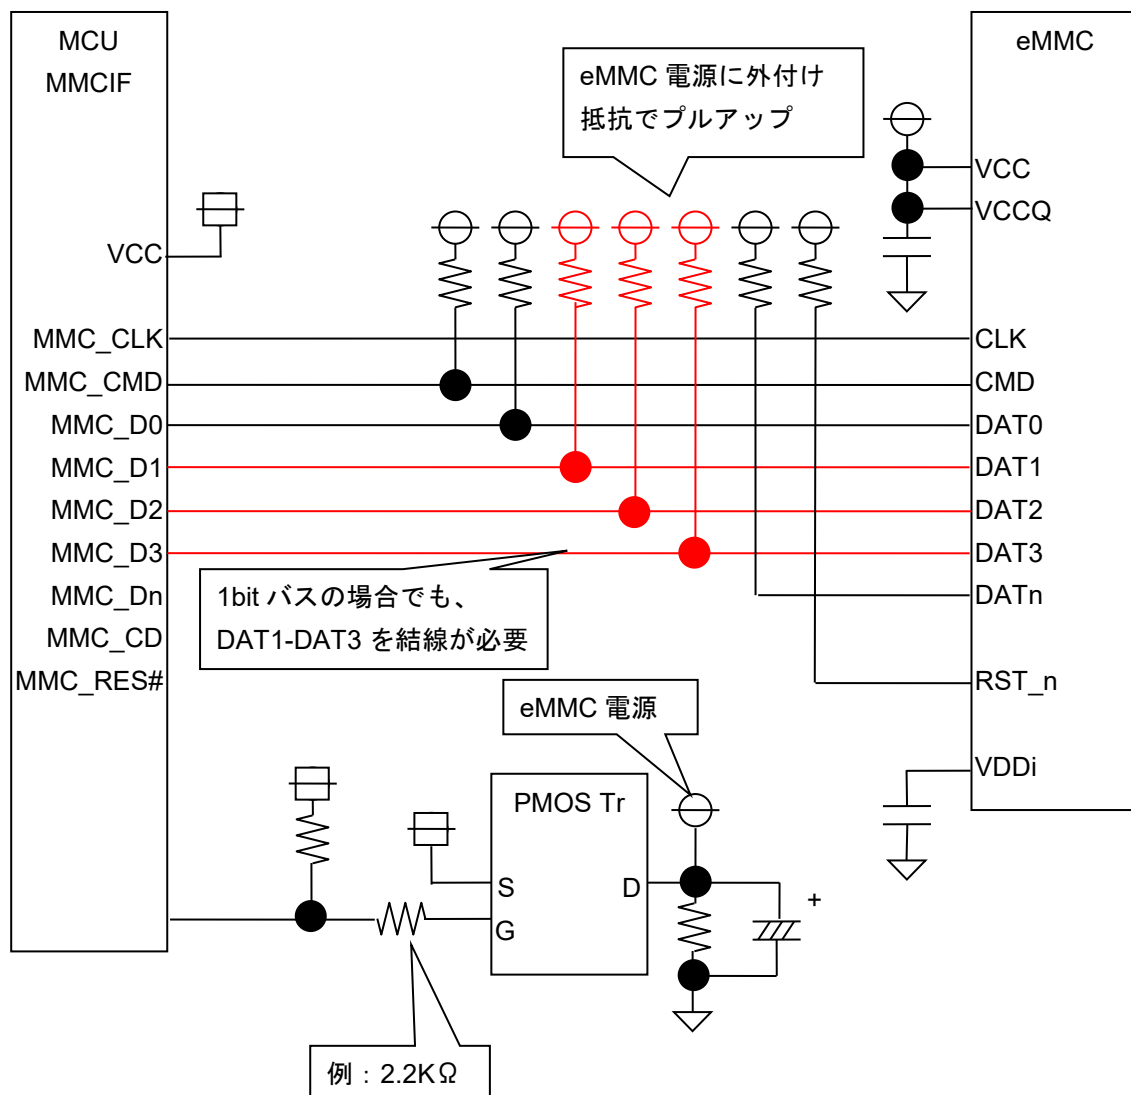 MCU
MMCIF
VCC
MMC_CLK
MMC_CMD
MMC_D0
MMC_D1
MMC_D2
MMC_D3
MMC_Dn
MMC_CD
MMC_RES#
eMMC 電源に外付け
抵抗でプルアップ
eMMC
VCC
VCCQ
CLK
CMD
DAT0
DAT1
DAT2
DAT3
DATn
RST_n
VDDi
1bit バスの場合でも、
DAT1-DAT3 を結線が必要
eMMC 電源
PMOS Tr
S
G
D
+
例：2.2KΩ